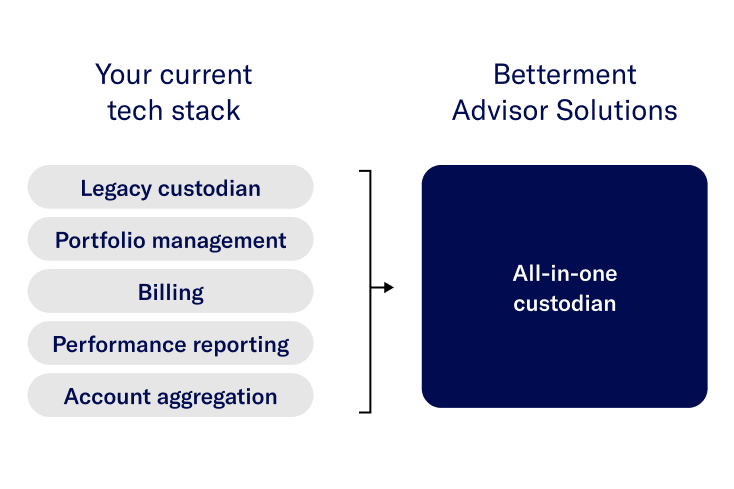 Your current
tech stack
Legacy custodian
Portfolio management
Billing
Performance reporting
Account aggregation
Betterment
Advisor Solutions
All-in-one
custodian